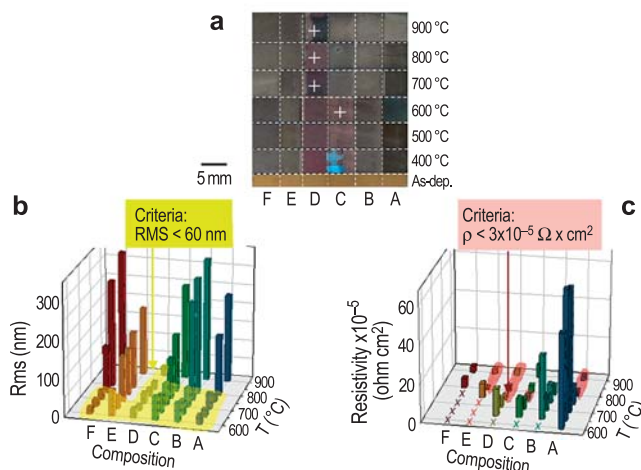 a
900 °C
800 °C
700 °C
600 °C
500 °C
400 °C
As-dep.
5 mm
F E D C B A
b
Criteria:
RMS < 60 nm
Rms (nm)
300
200
100
0
F E D C B A
Composition
600 700 800 900
T (°C)
c
Criteria:
ρ < 3x10–5 Ω x cm2
Resistivity x10–5
(ohm cm2)
60
40
20
0
x x x x x x x x x
F E D C B A
Composition
600 700 800 900
T (°C)